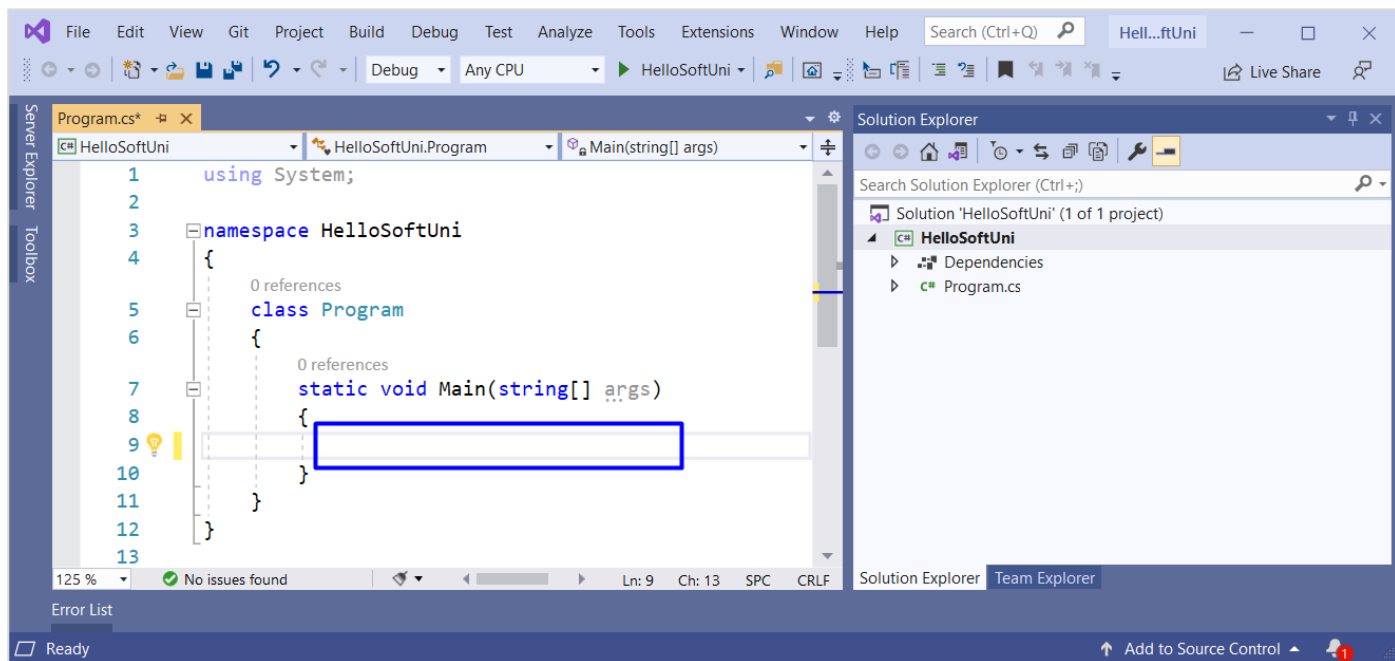 File Edit View Git Project Build Debug Test Analyze Tools Extensions Window Help Search (Ctrl+Q) Hell...ftUni
Debug Any CPU HelloSoftUni Live Share
Server Explorer
Toolbox
Program.cs*
C# HelloSoftUni HelloSoftUni.Program Main(string[] args)
1 using System;
2
3 namespace HelloSoftUni
4 {
0 references
5 class Program
6 {
0 references
7 static void Main(string[] args)
8 {
9
10 }
11 }
12 }
13
125 % No issues found Ln: 9 Ch: 13 SPC CRLF
Solution Explorer
Search Solution Explorer (Ctrl+;)
Solution 'HelloSoftUni' (1 of 1 project)
C# HelloSoftUni
Dependencies
C# Program.cs
Solution Explorer Team Explorer
Error List
Ready Add to Source Control 1